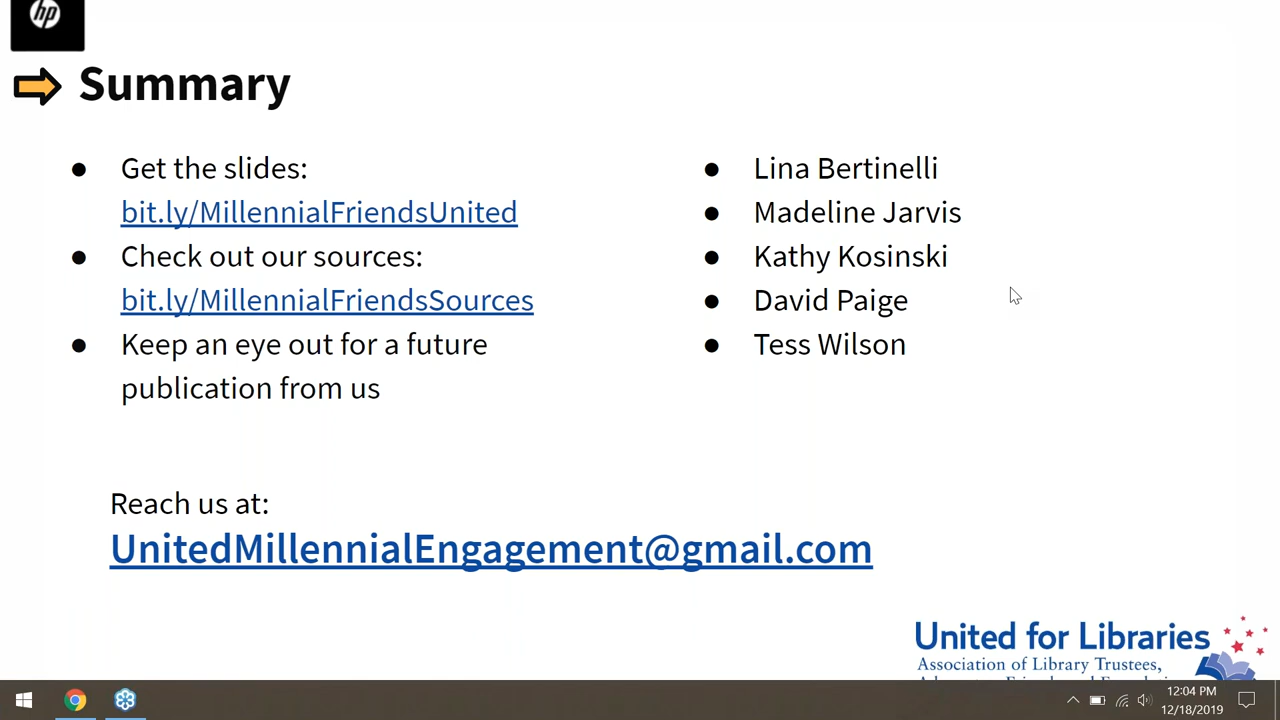 hp
Summary
Get the slides:
bit.ly/MillennialFriendsUnited
Check out our sources:
bit.ly/MillennialFriendsSources
Keep an eye out for a future
publication from us
Lina Bertinelli
Madeline Jarvis
Kathy Kosinski
David Paige
Tess Wilson
Reach us at:
UnitedMillennialEngagement@gmail.com
United for Libraries
Association of Library Trustees,
12:04 PM
12/18/2019